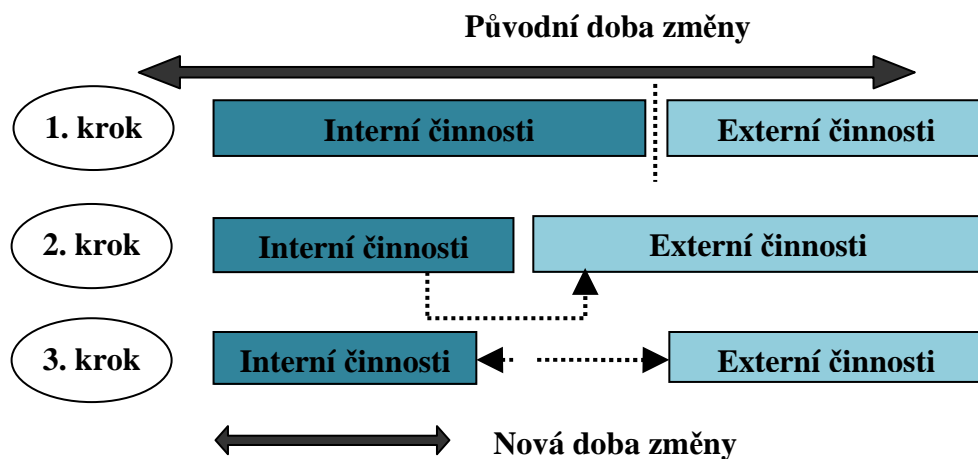 Původní doba změny
1. krok
Interní činnosti
Externí činnosti
2. krok
Interní činnosti
Externí činnosti
3. krok
Interní činnosti
Externí činnosti
Nová doba změny